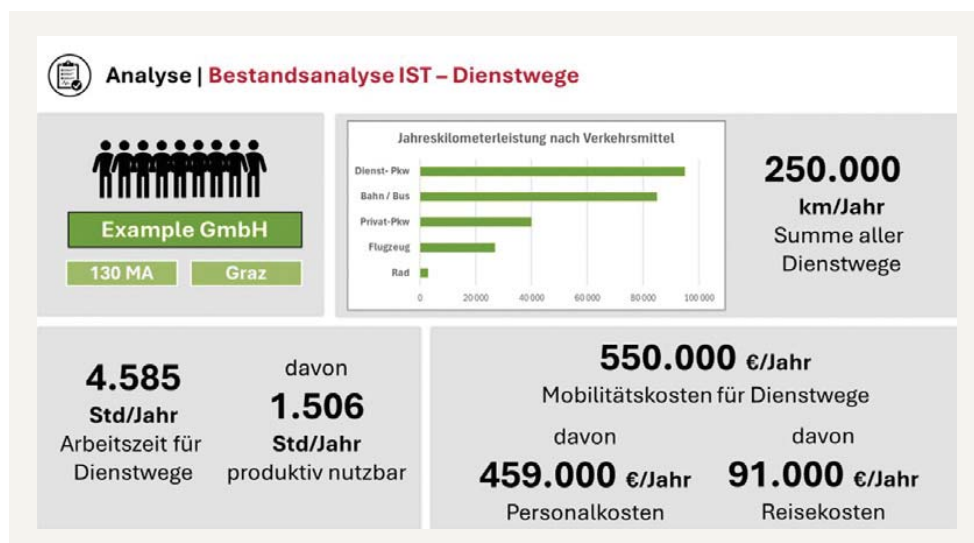 Analyse | Bestandsanalyse IST – Dienstwege
Example GmbH
130 MA
Graz
Jahreskilometerleistung nach Verkehrsmittel
Dienst- Pkw
Bahn / Bus
Privat-Pkw
Flugzeug
Rad
0 20 000 40 000 60 000 80 000 100 000
250.000
km/Jahr
Summe aller
Dienstwege
4.585
Std/Jahr
Arbeitszeit für
Dienstwege
davon
1.506
Std/Jahr
produktiv nutzbar
550.000 €/Jahr
Mobilitätskosten für Dienstwege
davon
459.000 €/Jahr
Personalkosten
davon
91.000 €/Jahr
Reisekosten